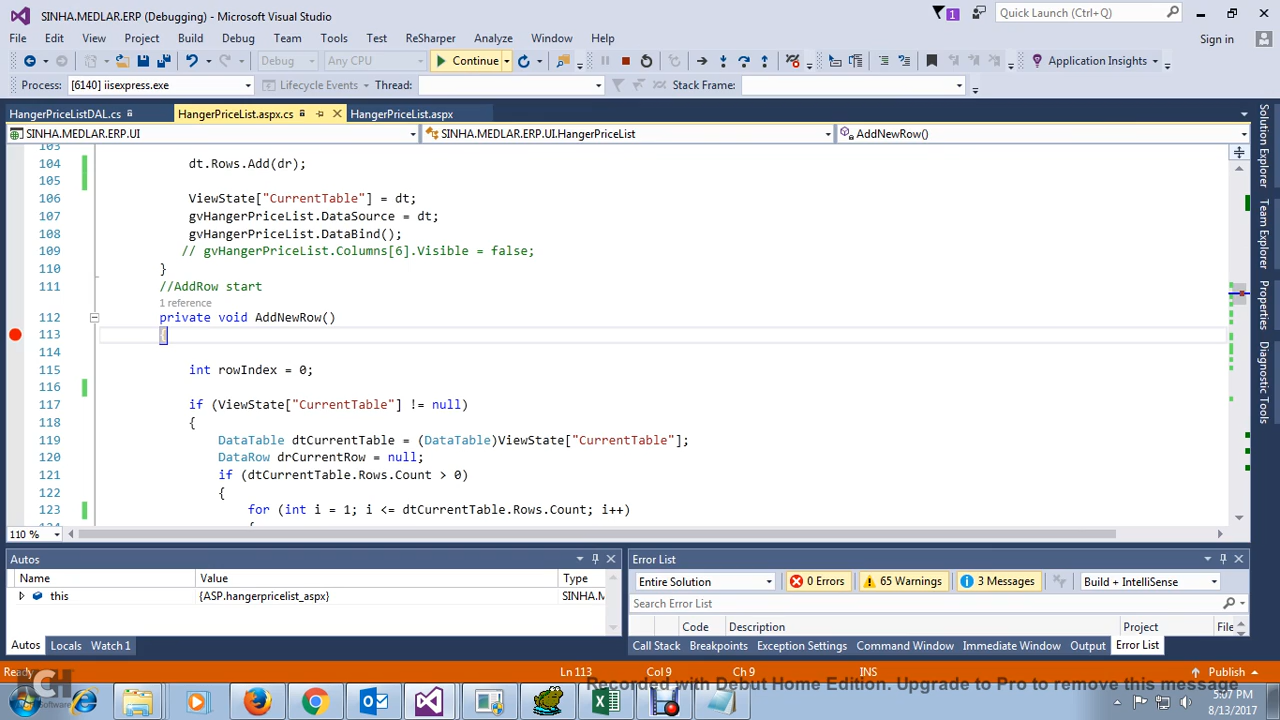 SINHA.MEDLAR.ERP (Debugging) - Microsoft Visual Studio
1
Quick Launch (Ctrl+Q)
File Edit View Project Build Debug Team Tools Test ReSharper Analyze Window Help
Sign in
Debug Any CPU Continue Application Insights
Process: [6140] iisexpress.exe Lifecycle Events Thread: Stack Frame:
HangerPriceListDAL.cs HangerPriceList.aspx.cs HangerPriceList.aspx
SINHA.MEDLAR.ERP.UI SINHA.MEDLAR.ERP.UI.HangerPriceList AddNewRow()
103
104 dt.Rows.Add(dr);
105
106 ViewState["CurrentTable"] = dt;
107 gvHangerPriceList.DataSource = dt;
108 gvHangerPriceList.DataBind();
109 // gvHangerPriceList.Columns[6].Visible = false;
110 }
111 //AddRow start
1 reference
112 private void AddNewRow()
113 {
114
115 int rowIndex = 0;
116
117 if (ViewState["CurrentTable"] != null)
118 {
119 DataTable dtCurrentTable = (DataTable)ViewState["CurrentTable"];
120 DataRow drCurrentRow = null;
121 if (dtCurrentTable.Rows.Count > 0)
122 {
123 for (int i = 1; i <= dtCurrentTable.Rows.Count; i++)
110 %
Solution Explorer
Team Explorer
Properties
Diagnostic Tools
Autos
Name Value Type
this {ASP.hangerpricelist_aspx} SINHA.M
Autos Locals Watch 1
Error List
Entire Solution 0 Errors 65 Warnings 3 Messages Build + IntelliSense
Search Error List
Code Description Project File
Call Stack Breakpoints Exception Settings Command Window Immediate Window Output Error List
Ready Ln 113 Col 9 Ch 9 INS Publish
Recorded with Debut Home Edition. Upgrade to Pro to remove this message
5:07 PM
8/13/2017